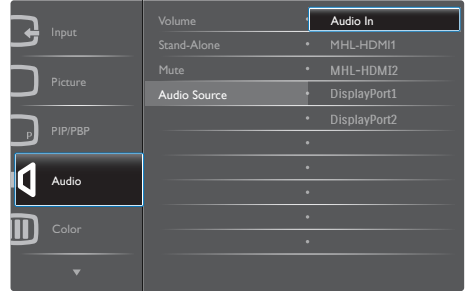 Input
Picture
P
PIP/PBP
Audio
Color
Volume
Stand-Alone
Mute
Audio Source
Audio In
MHL-HDMI1
MHL-HDMI2
DisplayPort1
DisplayPort2